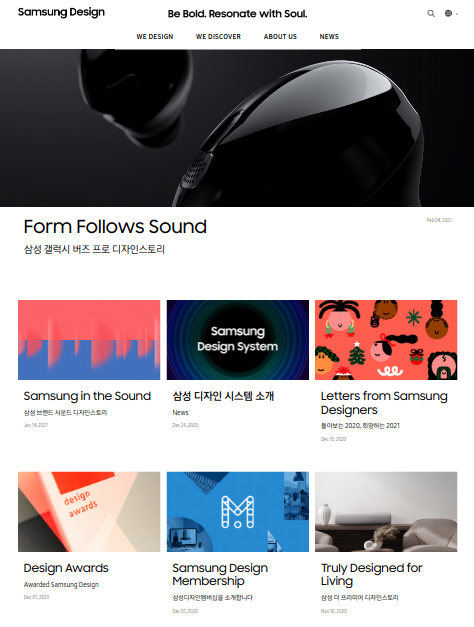 Samsung Design
Be Bold. Resonate with Soul.
WE DESIGN
WE DISCOVER
ABOUT US
NEWS
Form Follows Sound
Feb 04, 2021
삼성 갤럭시 버즈 프로 디자인스토리
Samsung
Design System
Samsung in the Sound
삼성 브랜드 사운드 디자인스토리
Jan 14, 2021
삼성 디자인 시스템 소개
News
Dec 24, 2020
Letters from Samsung
Designers
돌아보는 2020, 희망하는 2021
Dec 15, 2020
design
awards
Design Awards
Awarded Samsung Design
Dec 01, 2020
Samsung Design
Membership
삼성디자인멤버십을 소개합니다
Dec 01, 2020
Truly Designed for
Living
삼성 더 프리미어 디자인스토리
Nov 10, 2020